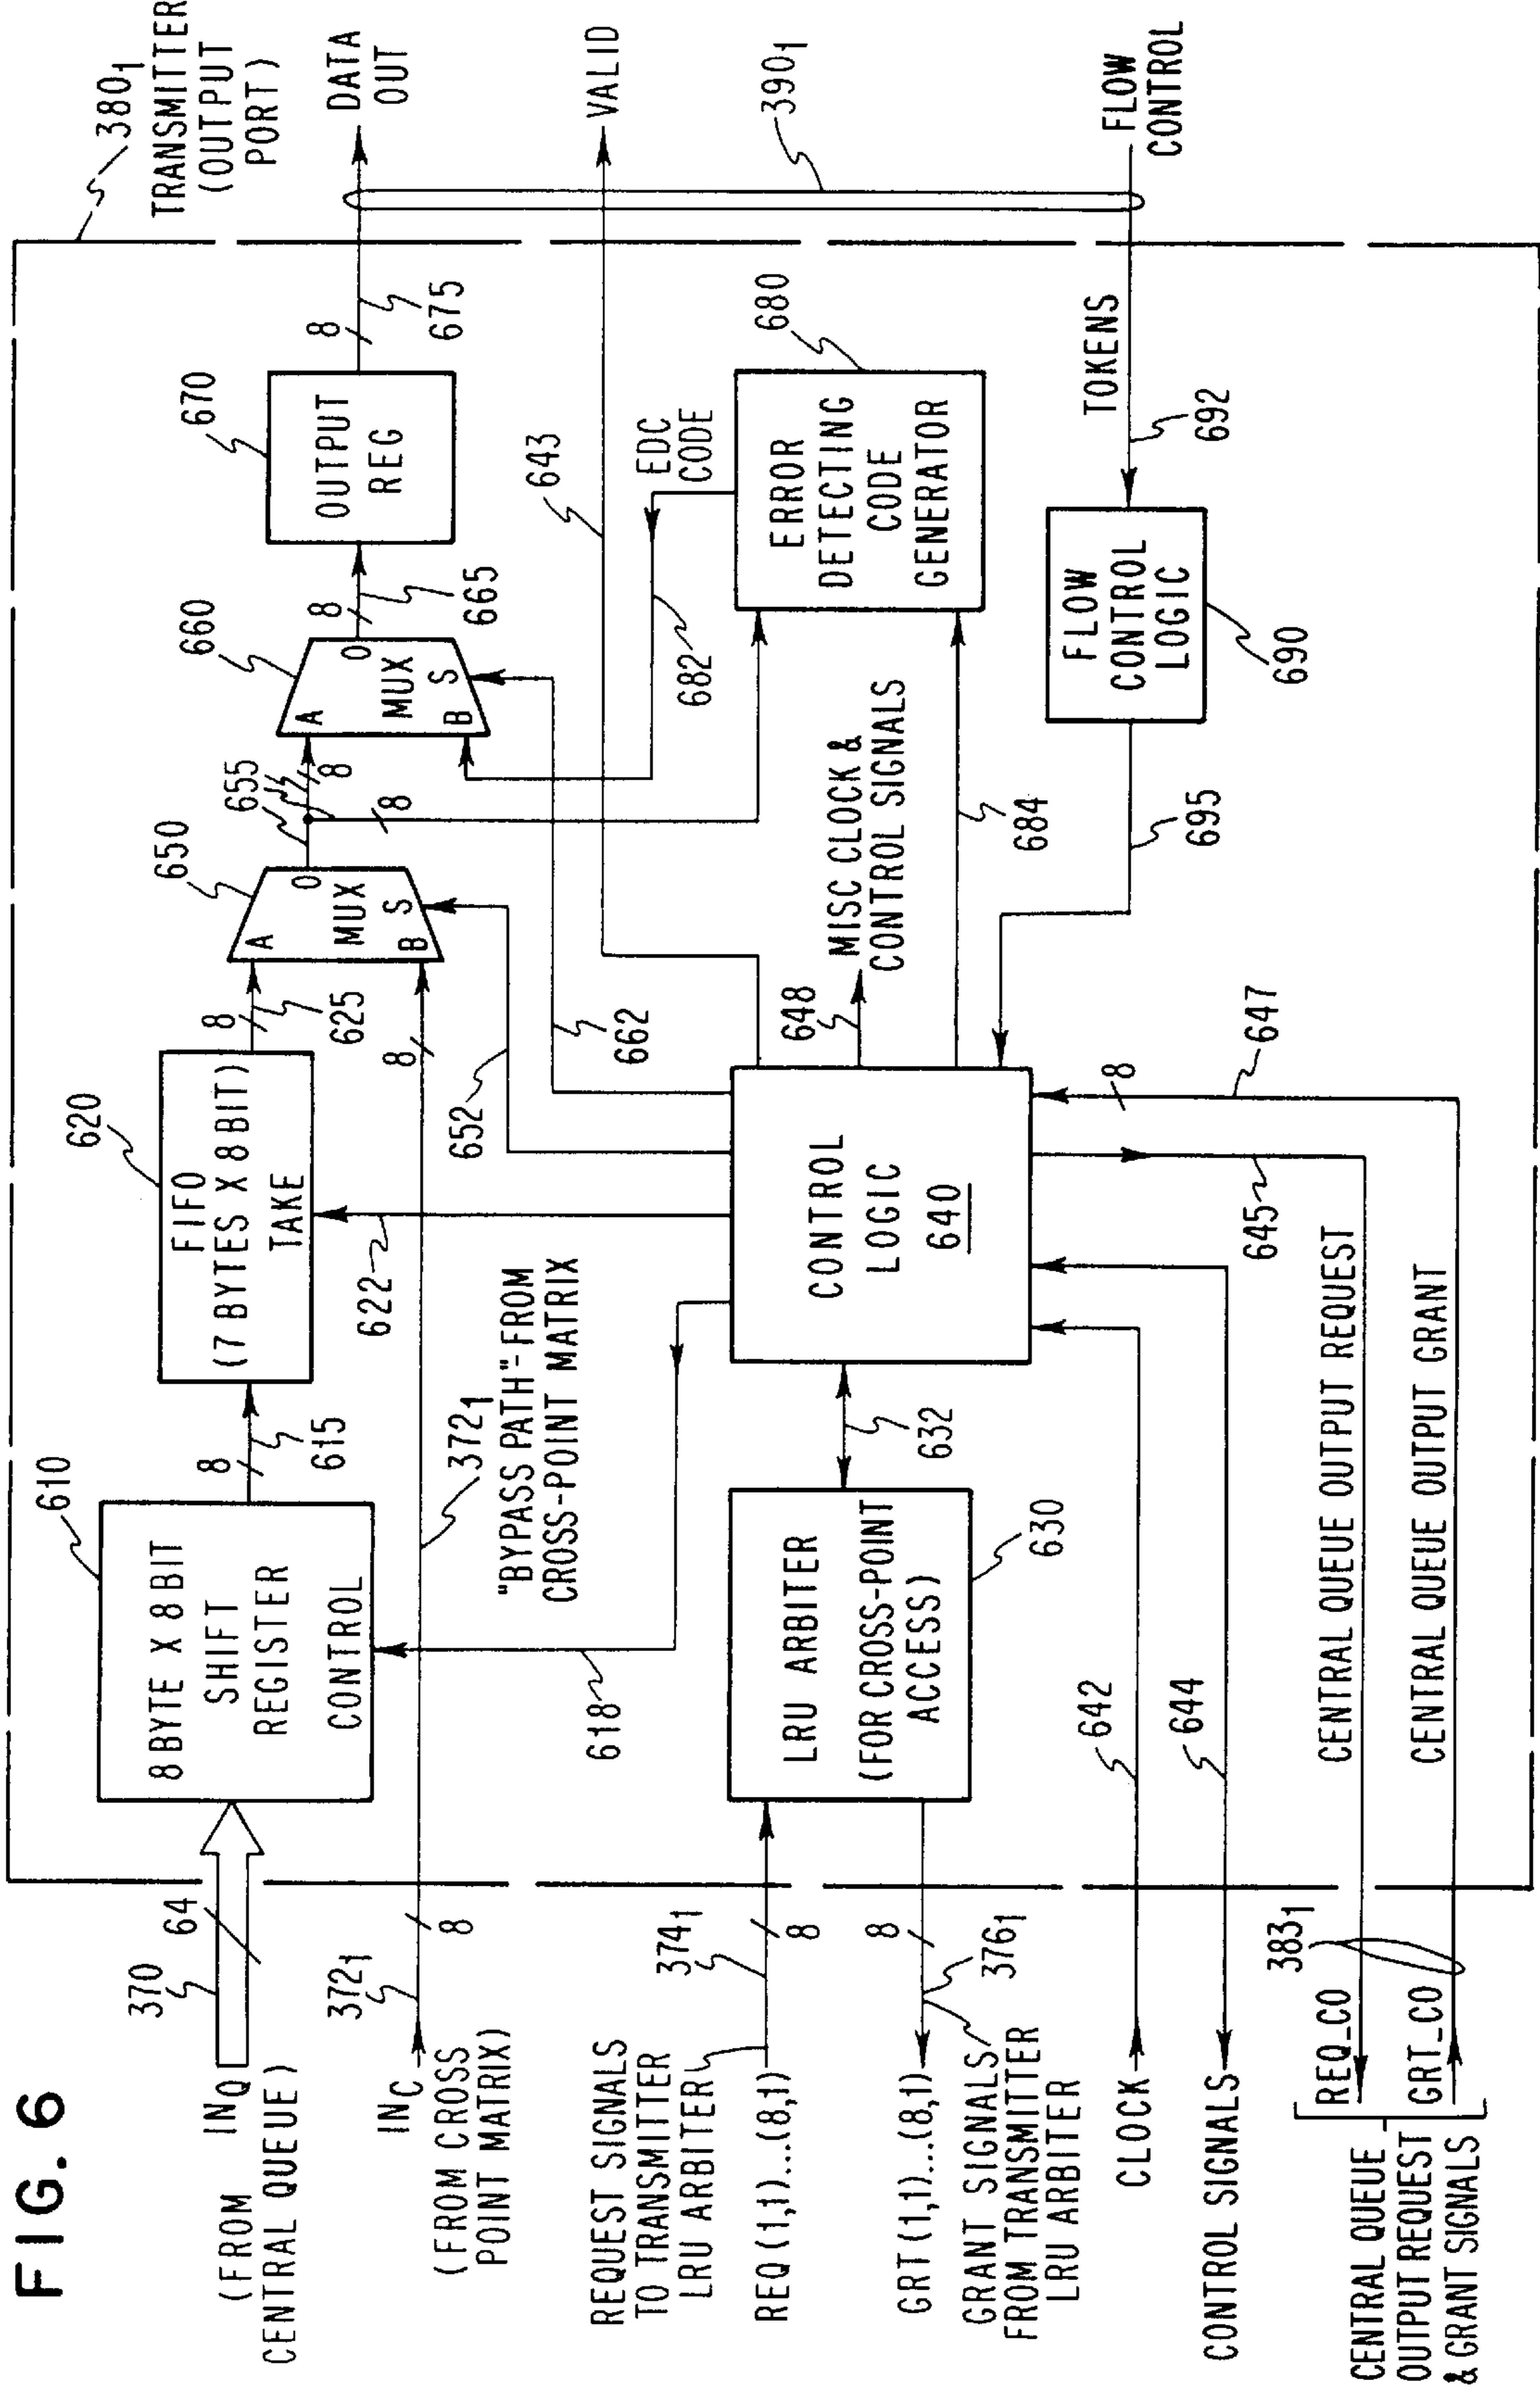 FIG. 6
380₁
TRANSMITTER
(OUTPUT
PORT)
IN_Q
(FROM
CENTRAL QUEUE)
370
64
610
8 BYTE X 8 BIT
SHIFT
REGISTER
CONTROL
8
615
620
FIFO
(7 BYTES X 8 BIT)
TAKE
8
625
650
A
B
MUX
S
O
655
8
8
660
A
B
MUX
S
O
8
665
670
OUTPUT
REG
8
675
DATA
OUT
IN_C
(FROM CROSS
POINT MATRIX)
372₁
8
372₁
"BYPASS PATH" FROM
CROSS-POINT MATRIX
8
618
622
652
662
643
VALID
682
EDC
CODE
680
ERROR
DETECTING
CODE
GENERATOR
390₁
REQUEST SIGNALS
TO TRANSMITTER
LRU ARBITER
REQ (1,1)...(8,1)
374₁
8
GRT (1,1)...(8,1)
GRANT SIGNALS
FROM TRANSMITTER
LRU ARBITER
8
376₁
LRU ARBITER
(FOR CROSS-POINT
ACCESS)
630
632
CONTROL
LOGIC
640
648
MISC CLOCK &
CONTROL SIGNALS
684
FLOW
CONTROL
LOGIC
690
695
TOKENS
692
FLOW
CONTROL
CLOCK
642
CONTROL SIGNALS
644
645
8
647
CENTRAL QUEUE
OUTPUT REQUEST
& GRANT SIGNALS
REQ_CO
GRT_CO
383₁
CENTRAL QUEUE OUTPUT REQUEST
CENTRAL QUEUE OUTPUT GRANT